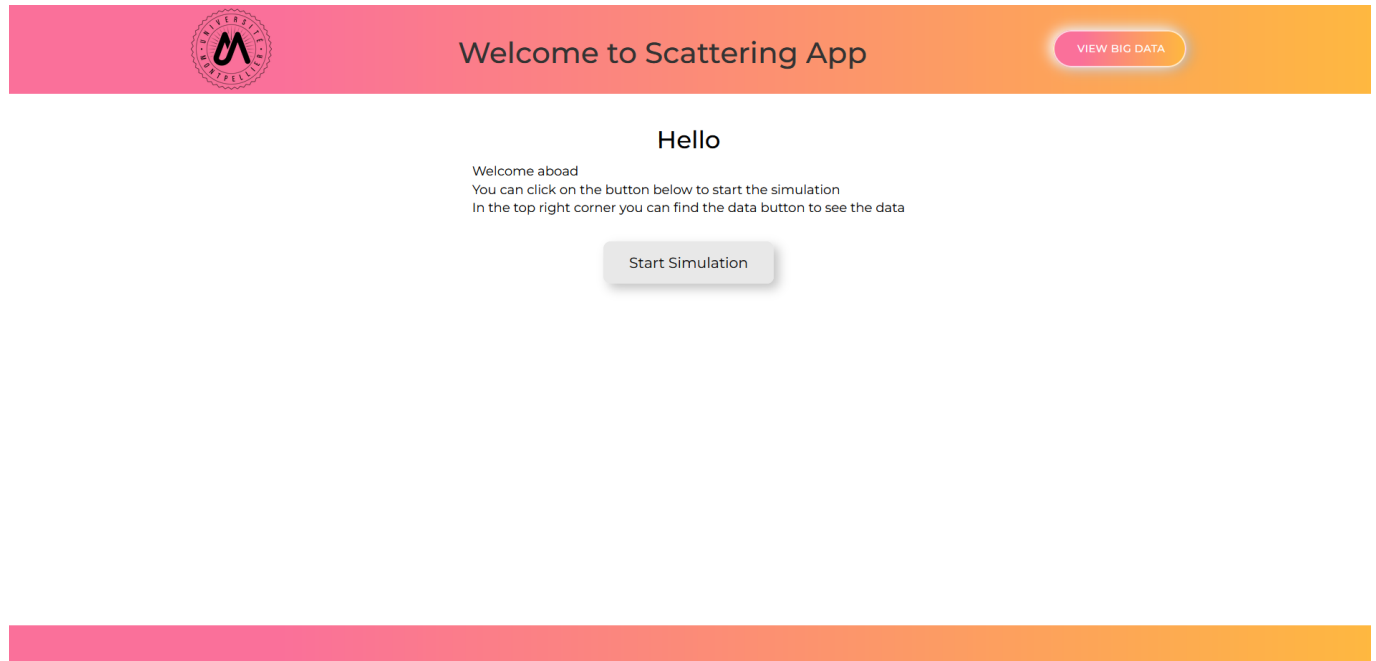 UNIVERSITE
MONTPELLIER
Welcome to Scattering App
VIEW BIG DATA
Hello
Welcome aboad
You can click on the button below to start the simulation
In the top right corner you can find the data button to see the data
Start Simulation